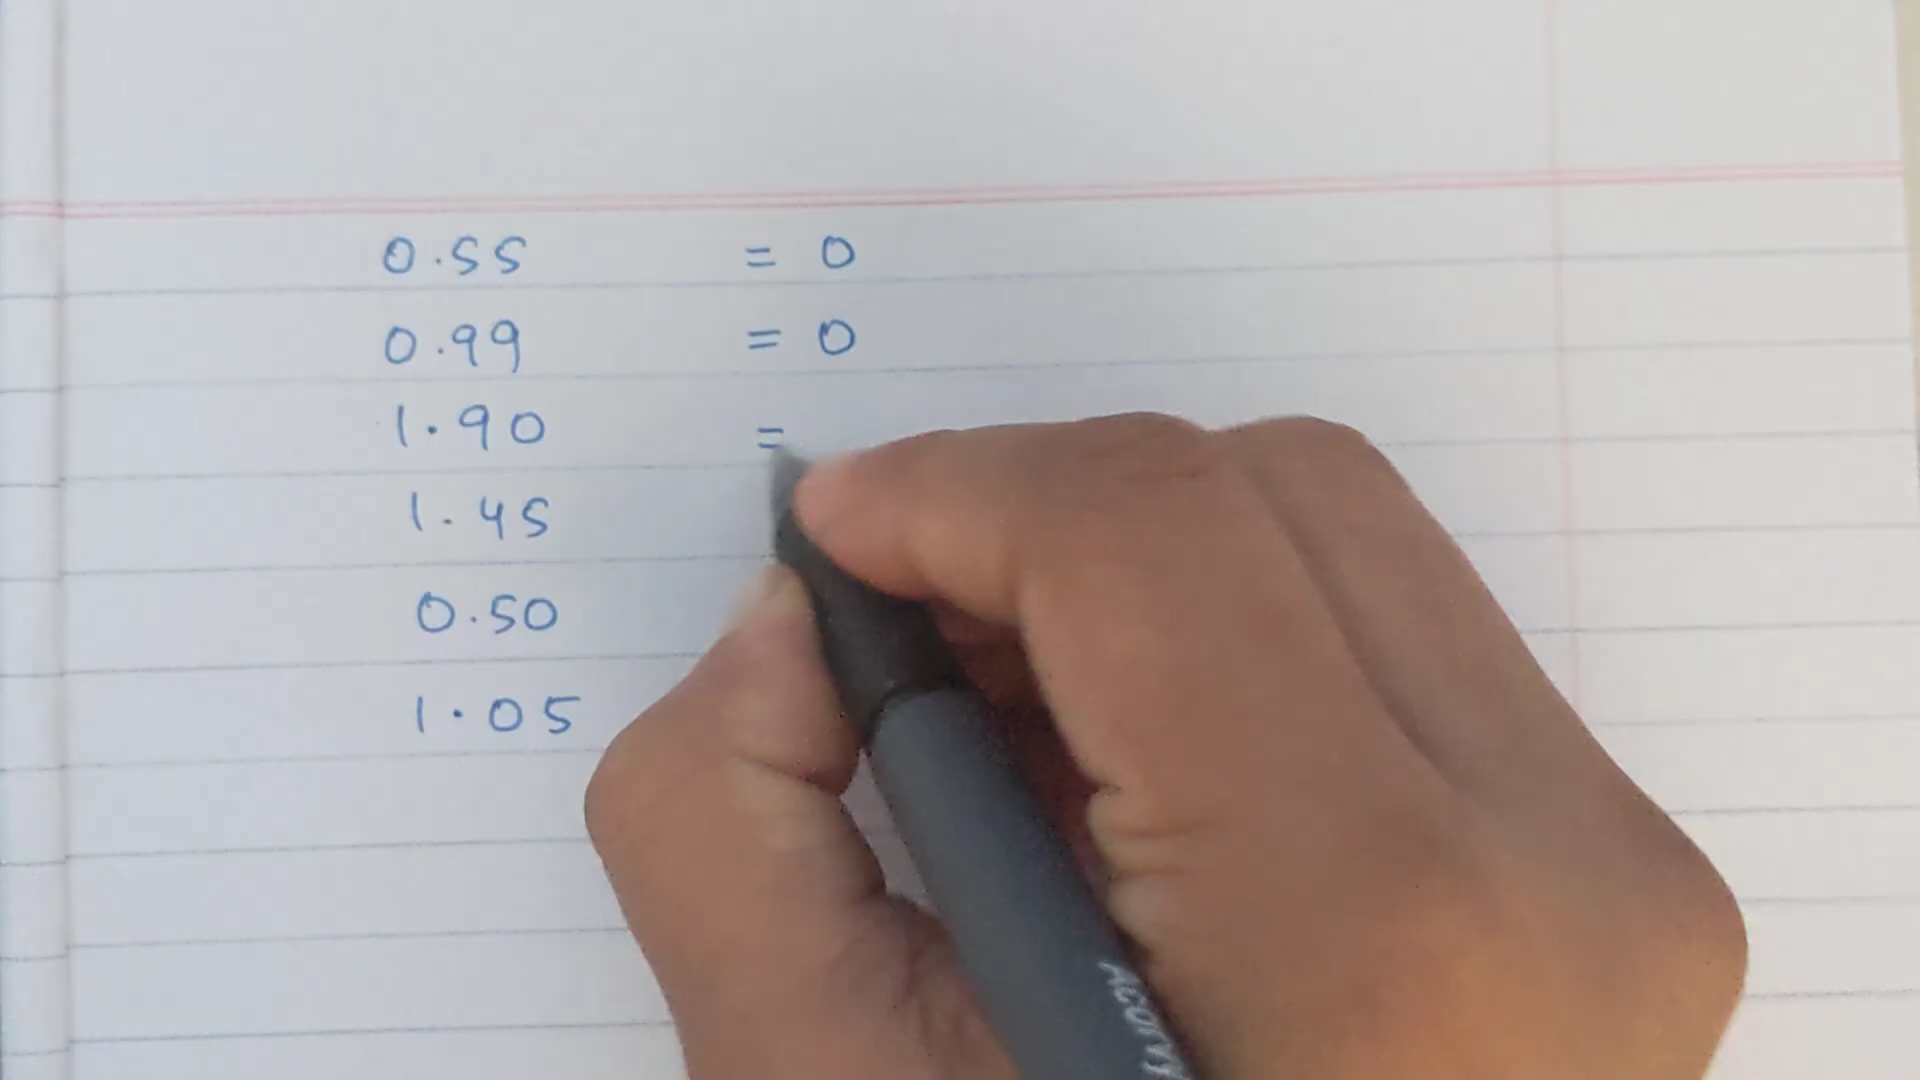 0.55 = 0
0.99 = 0
1.90 =
1.45
0.50
1.05